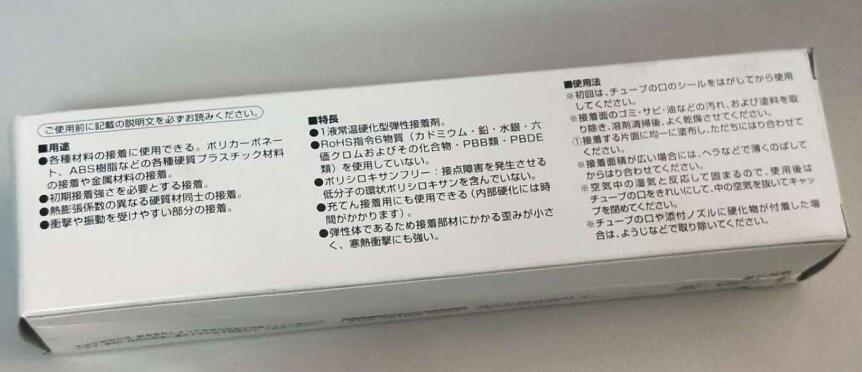 ご使用前に記載の説明文を必ずお読みください。
■用途
●各種材料の接着に使用できる。ポリカーボネー
ト、ABS樹脂などの各種硬質プラスチック材料
の接着や金属材料の接着。
●初期接着強さを必要とする接着。
●熱膨張係数の異なる硬質材同士の接着。
●衝撃や振動を受けやすい部分の接着。
■特長
●1液常温硬化型弾性接着剤。
●RoHS指令6物質（カドミウム・鉛・水銀・六
価クロムおよびその化合物・PBB類・PBDE
類）を使用していない。
●ポリシロキサンフリー：接点障害を発生させる
低分子の環状ポリシロキサンを含んでいない。
●充てん接着用にも使用できる（内部硬化には時
間がかかります）。
●弾性体であるため接着部材にかかる歪みが小さ
く、寒熱衝撃にも強い。
■使用法
※初回は、チューブの口のシールをはがしてから使用
してください。
※接着面のゴミ・サビ・油などの汚れ、および塗料を取
り除き、溶剤清掃後、よく乾燥させてください。
①接着する片面に均一に塗布し、ただちにはり合わせて
ください。
※接着面積が広い場合には、ヘラなどで薄くのばして
からはり合わせてください。
※空気中の湿気と反応して固まるので、使用後は
チューブの口をきれいにして、中の空気を抜いてキャッ
プを閉めてください。
※チューブの口や添付ノズルに硬化物が付着した場
合は、ようじなどで取り除いてください。